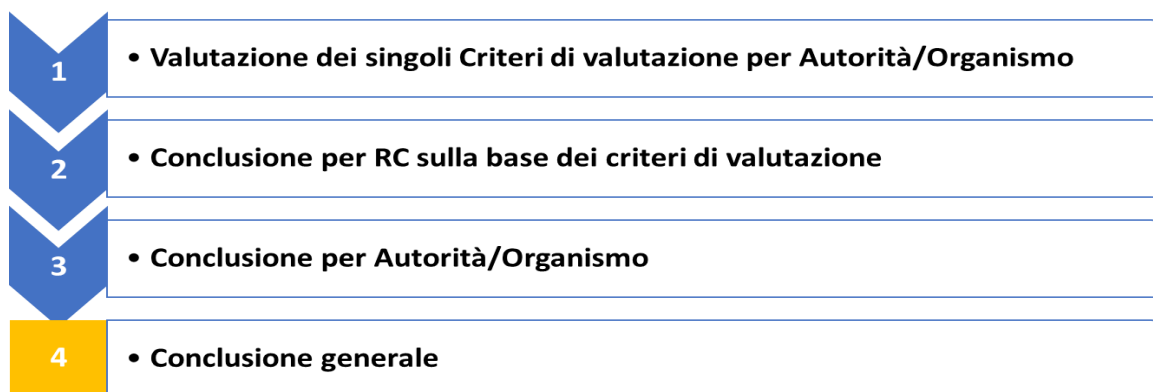 1 • Valutazione dei singoli Criteri di valutazione per Autorità/Organismo
2 • Conclusione per RC sulla base dei criteri di valutazione
3 • Conclusione per Autorità/Organismo
4 • Conclusione generale